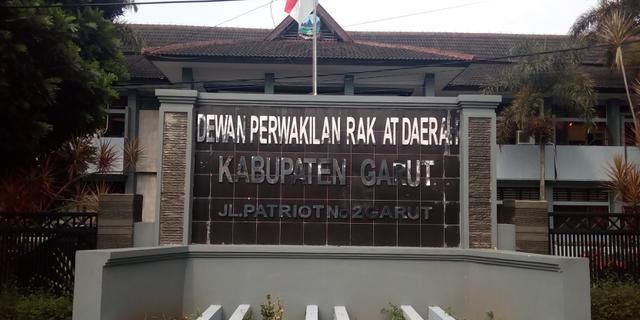 DEWAN PERWAKILAN RAK AT DAERAH
KABUPATEN GARUT
JL.PATRIOT No 2 GARUT